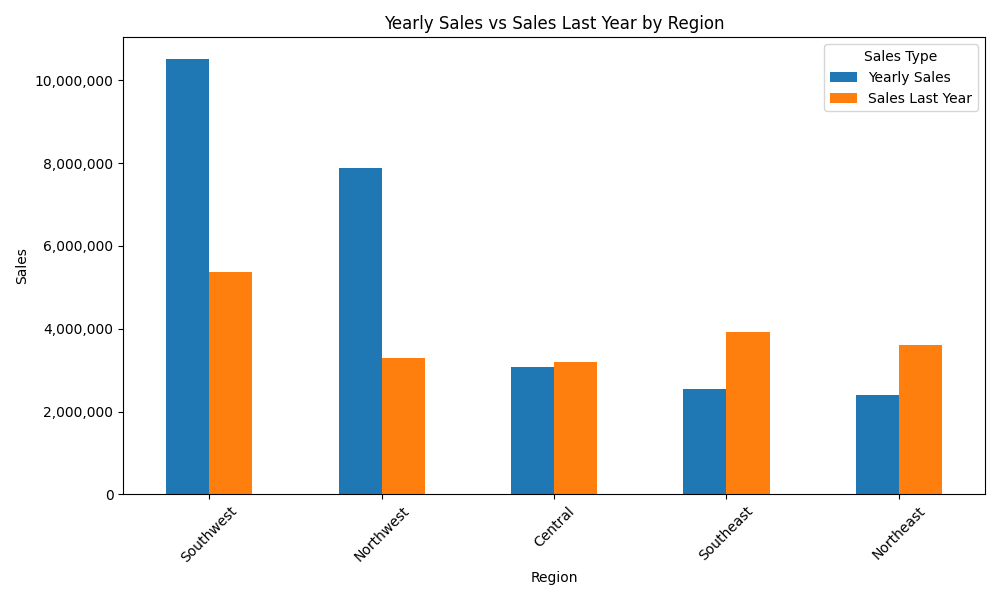 Yearly Sales vs Sales Last Year by Region
Sales Type
Yearly Sales
Sales Last Year
Sales
10,000,000
8,000,000
6,000,000
4,000,000
2,000,000
0
Southwest
Northwest
Central
Southeast
Northeast
Region